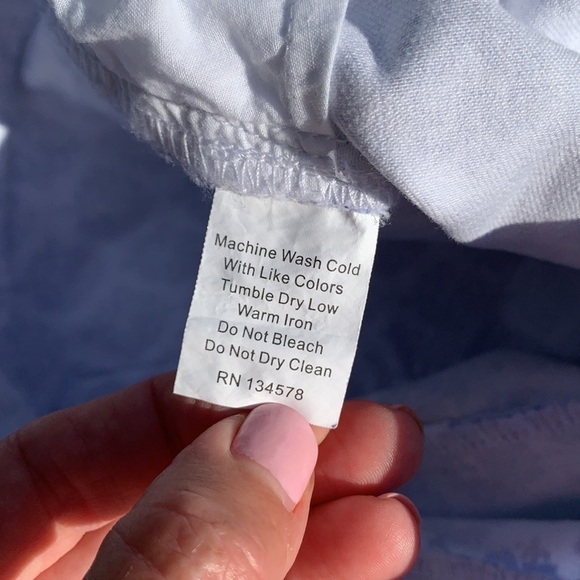 Machine Wash Cold
With Like Colors
Tumble Dry Low
Warm Iron
Do Not Bleach
Do Not Dry Clean
RN 134578